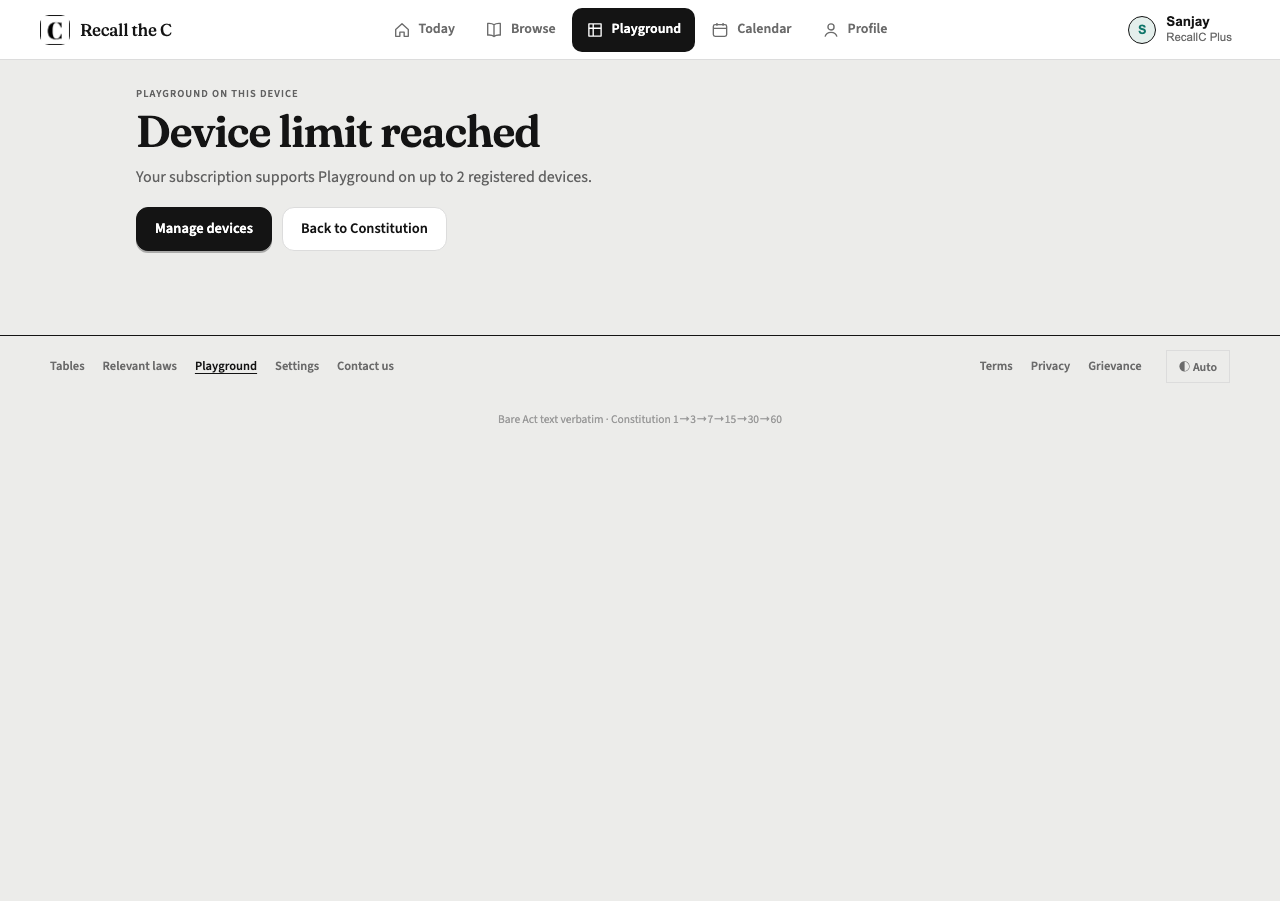 C Recall the C
Today Browse Playground Calendar Profile
S Sanjay
RecallC Plus
PLAYGROUND ON THIS DEVICE
Device limit reached
Your subscription supports Playground on up to 2 registered devices.
Manage devices Back to Constitution
Tables Relevant laws Playground Settings Contact us Terms Privacy Grievance Auto
Bare Act text verbatim · Constitution 1→3→7→15→30→60